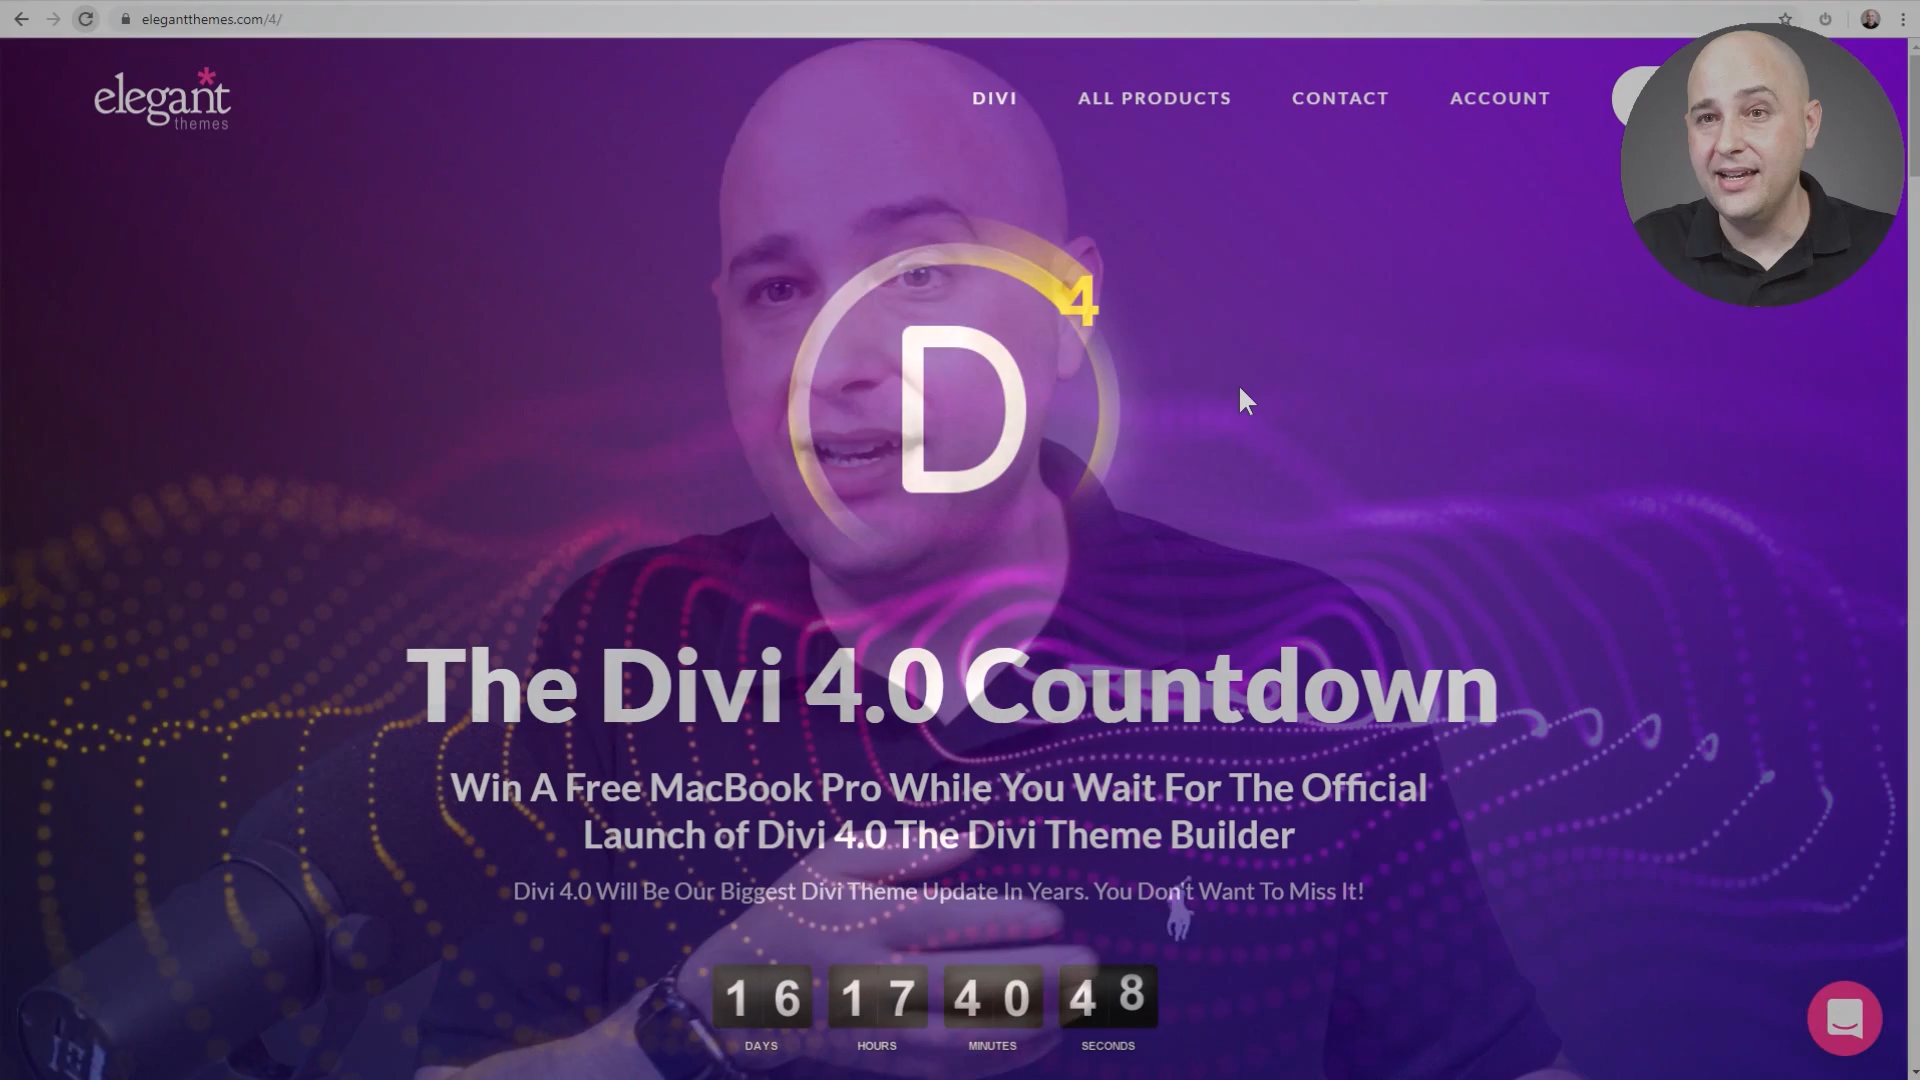 elegantthemes.com/4/
elegant
themes
DIVI
ALL PRODUCTS
CONTACT
ACCOUNT
4
D
The Divi 4.0 Countdown
Win A Free MacBook Pro While You Wait For The Official
Launch of Divi 4.0 The Divi Theme Builder
Divi 4.0 Will Be Our Biggest Divi Theme Update In Years. You Don't Want To Miss It!
16 17 40 48
DAYS HOURS MINUTES SECONDS